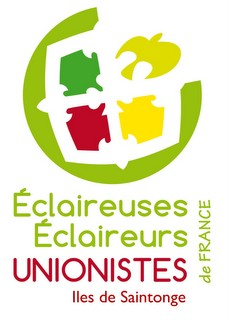 Éclaireuses
Éclaireurs
UNIONISTES
de FRANCE
Iles de Saintonge